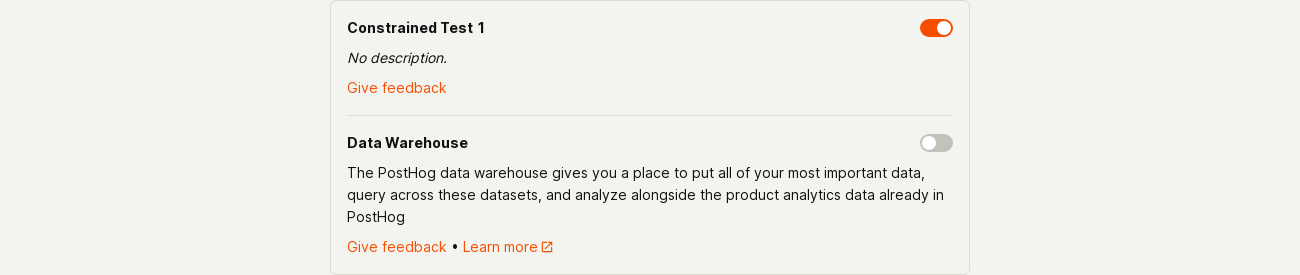 Constrained Test 1
No description.
Give feedback
Data Warehouse
The PostHog data warehouse gives you a place to put all of your most important data,
query across these datasets, and analyze alongside the product analytics data already in
PostHog
Give feedback • Learn more